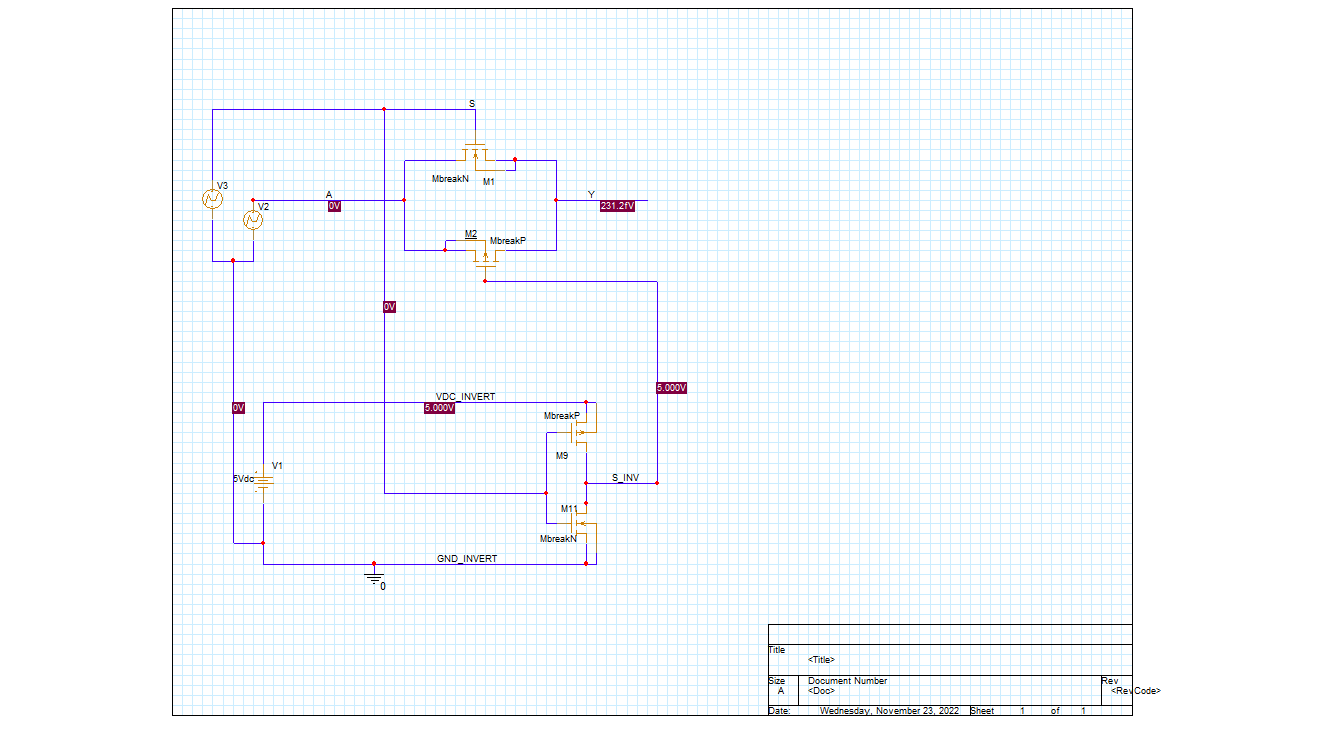 S
MbreakN
M1
V3
V2
A
0V
Y
231.2fV
M2
MbreakP
0V
5.000V
VDC_INVERT
0V
5.000V
MbreakP
M9
V1
5Vdc
S_INV
M11
MbreakN
GND_INVERT
0
Title
<Title>
Size
Document Number
Rev
A
<Doc>
<RevCode>
Date:
Wednesday, November 23, 2022
Sheet
1
of
1